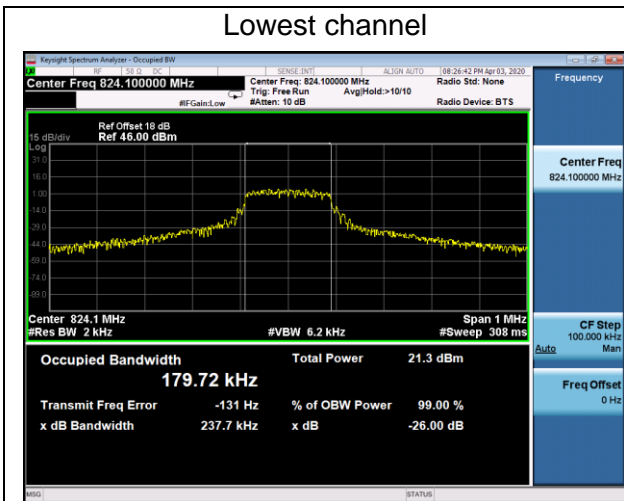 Lowest channel
Keysight Spectrum Analyzer - Occupied BW
RF 50 Ω DC SENSE:INT ALIGN AUTO 08:26:42 PM Apr 03, 2020
Center Freq 824.100000 MHz
Center Freq: 824.100000 MHz
Radio Std: None
Trig: Free Run Avg|Hold:>10/10
#IFGain:Low #Atten: 10 dB Radio Device: BTS
Frequency
Ref Offset 18 dB
15 dB/div Ref 46.00 dBm
Log
31.0
16.0
1.00
-14.0
-29.0
-44.0
-59.0
-74.0
-89.0
Center 824.1 MHz Span 1 MHz
#Res BW 2 kHz #VBW 6.2 kHz #Sweep 308 ms
Center Freq
824.100000 MHz
CF Step
100.000 kHz
Auto Man
Freq Offset
0 Hz
Occupied Bandwidth Total Power 21.3 dBm
179.72 kHz
Transmit Freq Error -131 Hz % of OBW Power 99.00 %
x dB Bandwidth 237.7 kHz x dB -26.00 dB
MSG STATUS